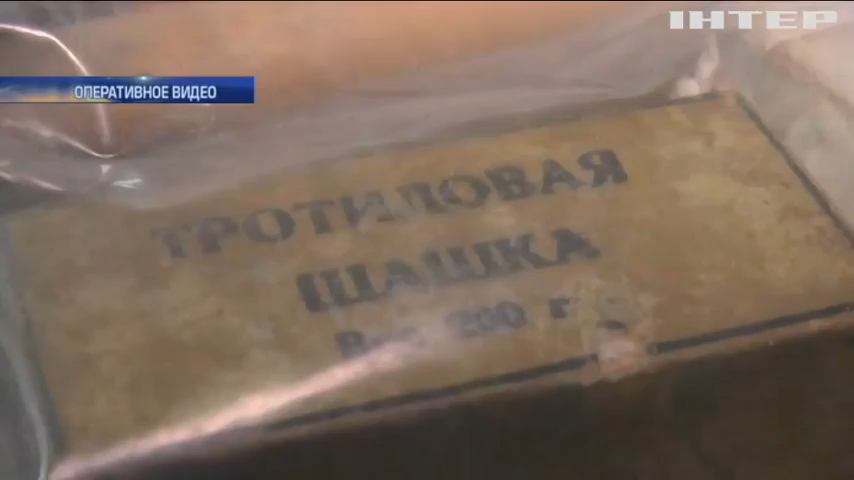 ІНТЕР
ОПЕРАТИВНОЕ ВИДЕО
ТРОТИЛОВАЯ
ШАШКА
200 г